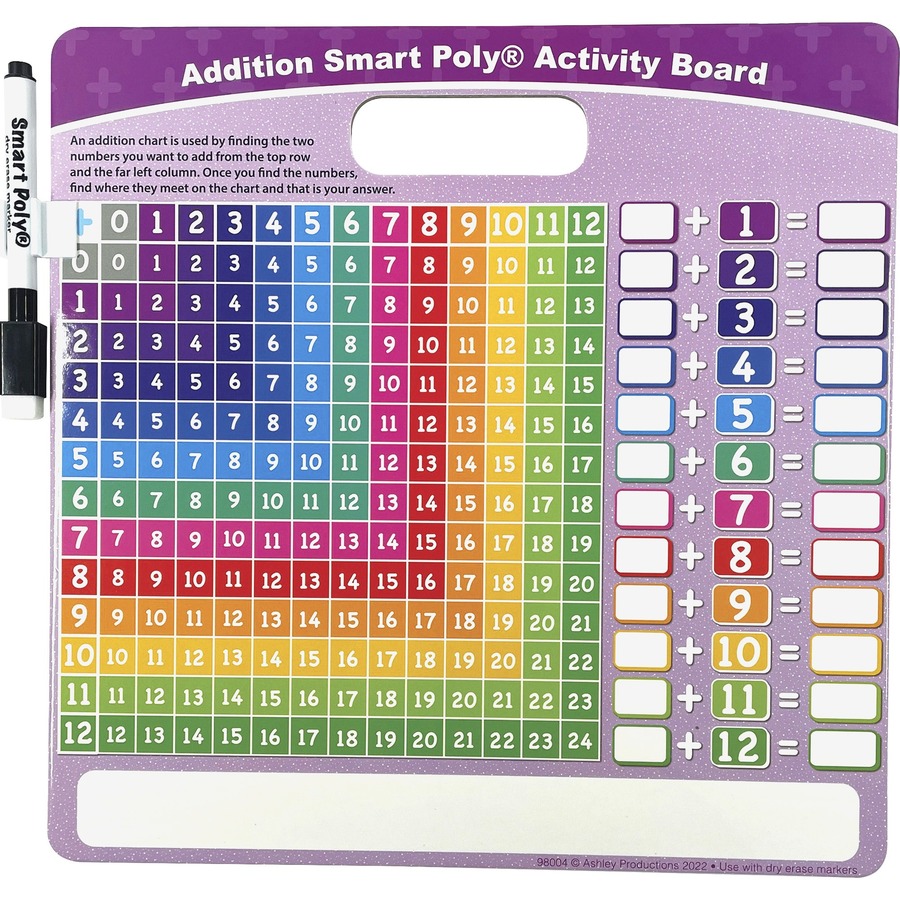 Addition Smart Poly® Activity Board
Smart Poly®
dry erase marker
An addition chart is used by finding the two
numbers you want to add from the top row
and the far left column. Once you find the numbers,
find where they meet on the chart and that is your answer.
+ 0 1 2 3 4 5 6 7 8 9 10 11 12
0 0 1 2 3 4 5 6 7 8 9 10 11 12
1 1 2 3 4 5 6 7 8 9 10 11 12 13
2 2 3 4 5 6 7 8 9 10 11 12 13 14
3 3 4 5 6 7 8 9 10 11 12 13 14 15
4 4 5 6 7 8 9 10 11 12 13 14 15 16
5 5 6 7 8 9 10 11 12 13 14 15 16 17
6 6 7 8 9 10 11 12 13 14 15 16 17 18
7 7 8 9 10 11 12 13 14 15 16 17 18 19
8 8 9 10 11 12 13 14 15 16 17 18 19 20
9 9 10 11 12 13 14 15 16 17 18 19 20 21
10 10 11 12 13 14 15 16 17 18 19 20 21 22
11 11 12 13 14 15 16 17 18 19 20 21 22 23
12 12 13 14 15 16 17 18 19 20 21 22 23 24
+ 1 =
+ 2 =
+ 3 =
+ 4 =
+ 5 =
+ 6 =
+ 7 =
+ 8 =
+ 9 =
+ 10 =
+ 11 =
+ 12 =
98004 © Ashley Productions 2022 • Use with dry erase markers